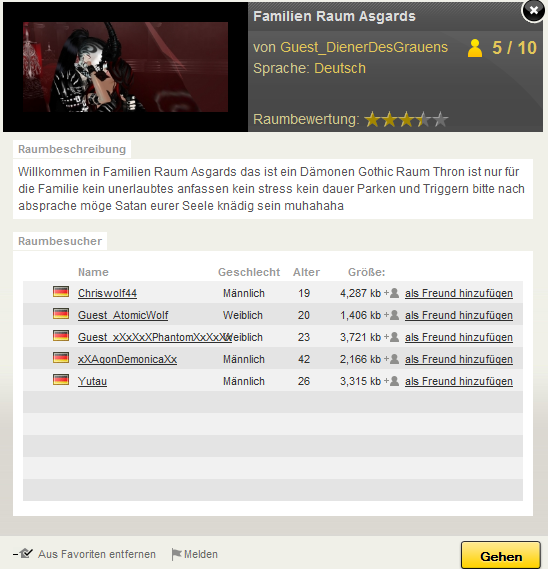 Familien Raum Asgards
von Guest_DienerDesGrauens
5 / 10
Sprache: Deutsch
Raumbewertung:
Raumbeschreibung
Willkommen in Familien Raum Asgards das ist ein Dämonen Gothic Raum Thron ist nur für
die Familie kein unerlaubtes anfassen kein stress kein dauer Parken und Triggern bitte nach
absprache möge Satan eurer Seele knädig sein muhahaha
Raumbesucher
Name Geschlecht Alter Größe:
Chriswolf44 Männlich 19 4,287 kb als Freund hinzufügen
Guest_AtomicWolf Weiblich 20 1,406 kb als Freund hinzufügen
Guest_xXxXxXPhantomXxXxXx Weiblich 23 3,721 kb als Freund hinzufügen
xXAgonDemonicaXx Männlich 42 2,166 kb als Freund hinzufügen
Yutau Männlich 26 3,315 kb als Freund hinzufügen
Aus Favoriten entfernen Melden
Gehen